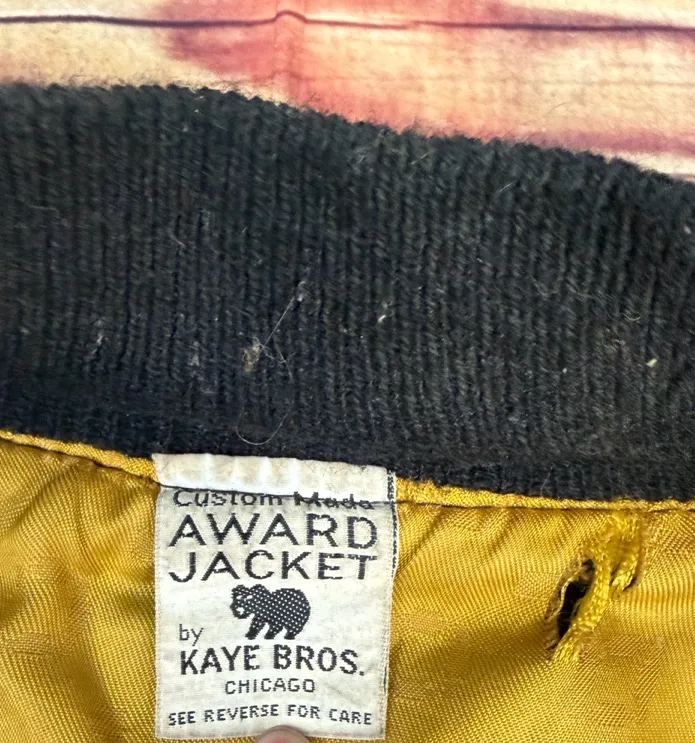 Custom Made
AWARD
JACKET
by
KAYE BROS.
CHICAGO
SEE REVERSE FOR CARE